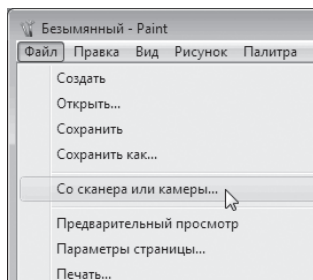 Безымянный - Paint
Файл Правка Вид Рисунок Палитра
Создать
Открыть...
Сохранить
Сохранить как...
Со сканера или камеры...
Предварительный просмотр
Параметры страницы...
Печать...